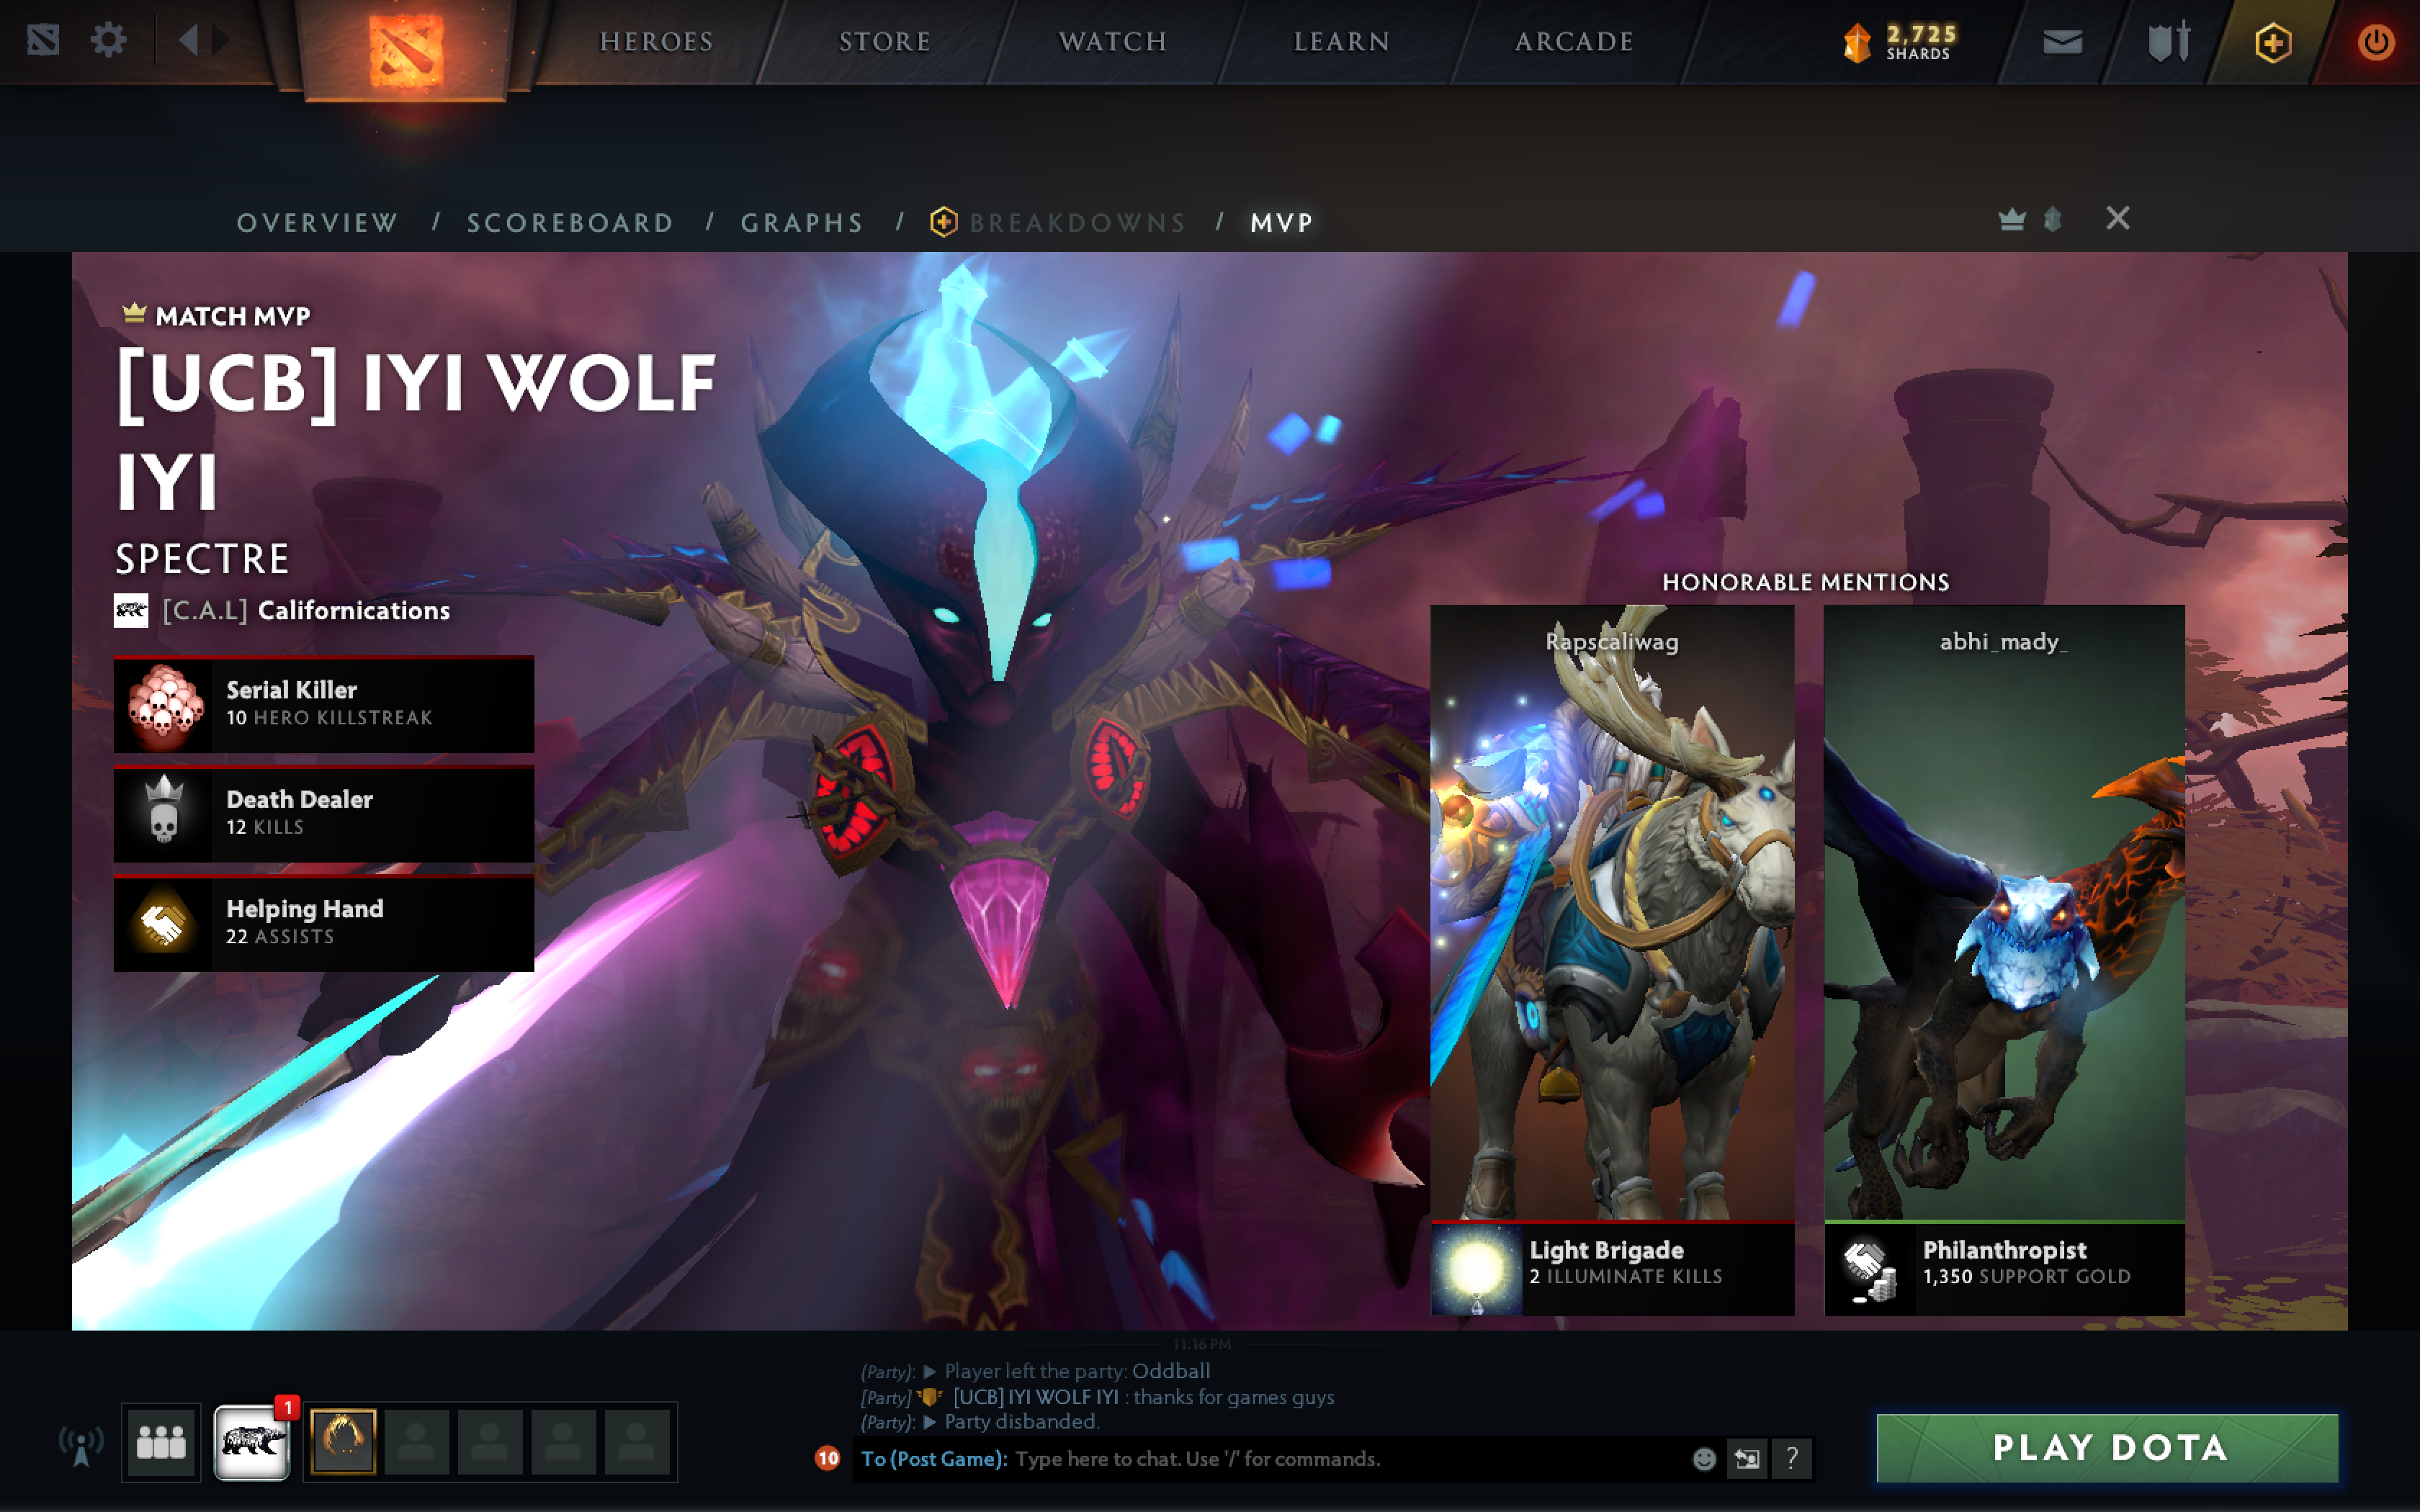 HEROES
STORE
WATCH
LEARN
ARCADE
2,725
SHARDS
OVERVIEW / SCOREBOARD / GRAPHS / BREAKDOWNS / MVP
MATCH MVP
[UCB] IYI WOLF
IYI
SPECTRE
[C.A.L] Californications
Serial Killer
10 HERO KILLSTREAK
Death Dealer
12 KILLS
Helping Hand
22 ASSISTS
HONORABLE MENTIONS
Rapscaliwag
Light Brigade
2 ILLUMINATE KILLS
abhi_mady_
Philanthropist
1,350 SUPPORT GOLD
11:16 PM
(Party): ▶ Player left the party: Oddball
[Party] [UCB] IYI WOLF IYI : thanks for games guys
(Party): ▶ Party disbanded.
1
10
To (Post Game): Type here to chat. Use '/' for commands.
?
PLAY DOTA